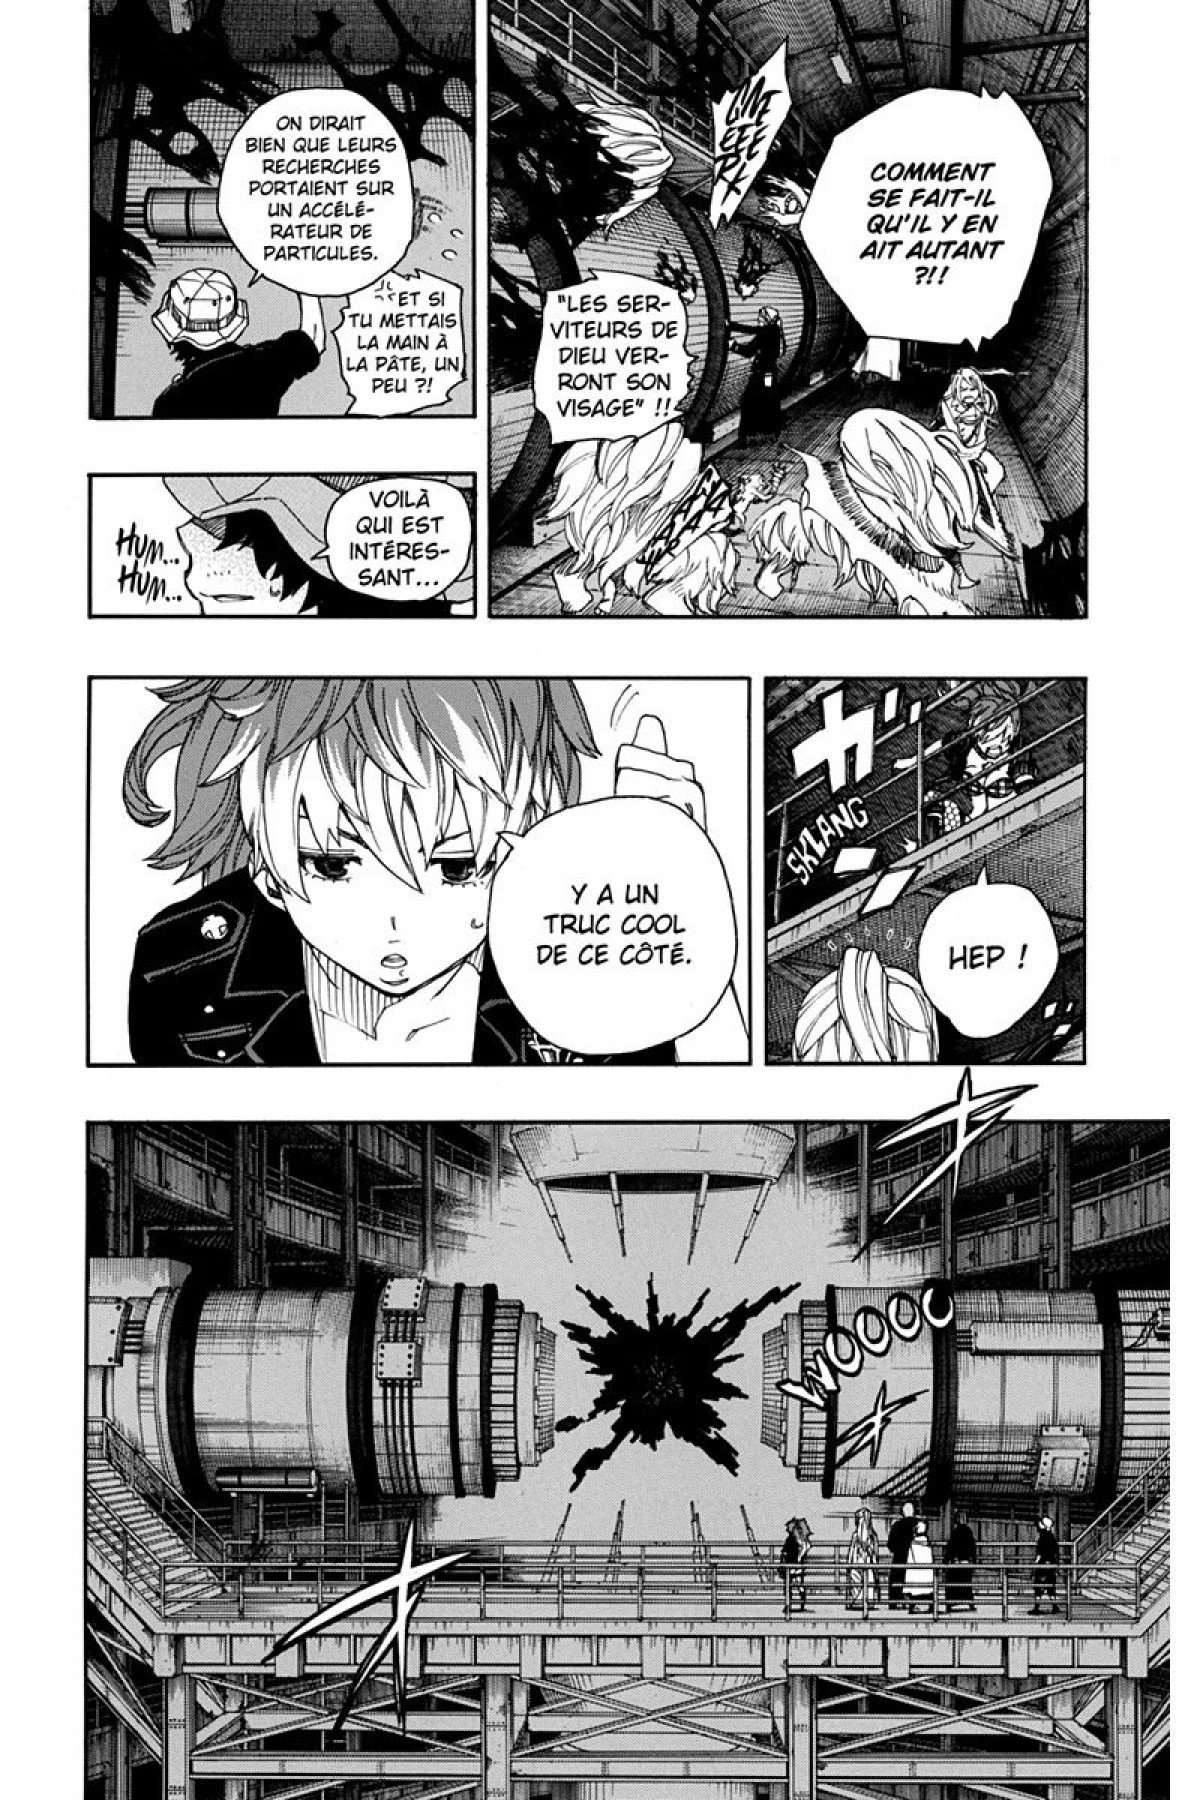 COMMENT
SE FAIT-IL
QU'IL Y EN
AIT AUTANT
?!!
"LES SER-
VITEURS DE
DIEU VER-
RONT SON
VISAGE" !!
ON DIRAIT
BIEN QUE LEURS
RECHERCHES
PORTAIENT SUR
UN ACCÉLÉ-
RATEUR DE
PARTICULES.
ET SI
TU METTAIS
LA MAIN À
LA PÂTE, UN
PEU ?!
VOILÀ
QUI EST
INTÉRES-
SANT...
HUM...
HUM...
ガ
SKLANG
HEP !
Y A UN
TRUC COOL
DE CE CÔTÉ.
WOOOO